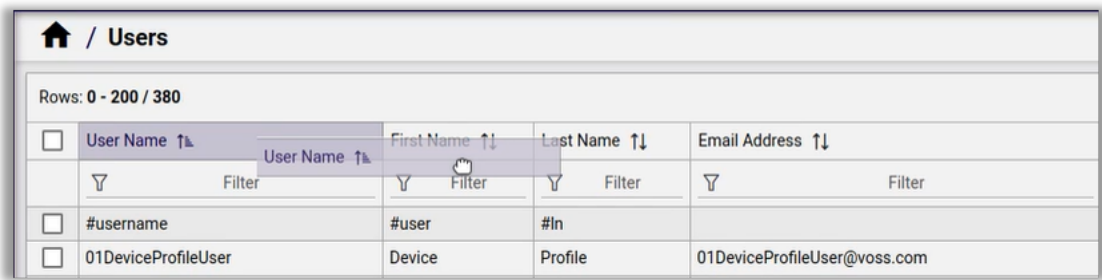 / Users
Rows: 0 - 200 / 380
User Name First Name Last Name Email Address
User Name
Filter Filter Filter Filter
#username #user #ln
01DeviceProfileUser Device Profile 01DeviceProfileUser@voss.com